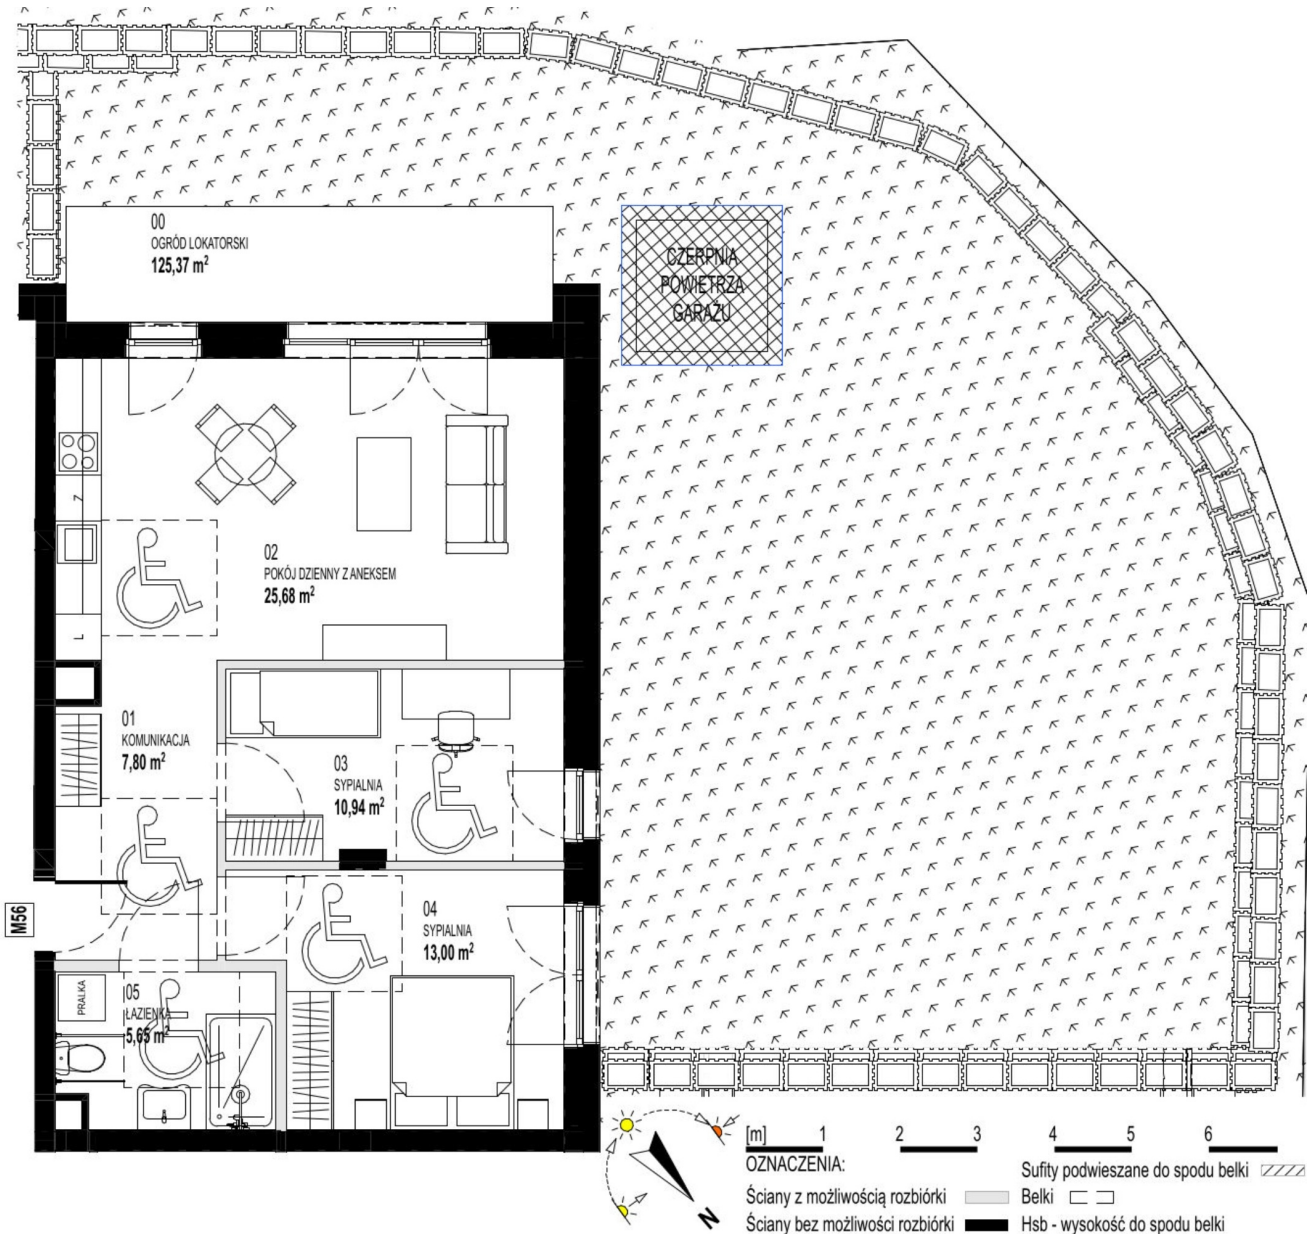 00
OGRÓD LOKATORSKI
125,37 m²
CZERPNIA
POWIETRZA
GARAŻU
Z
02
POKÓJ DZIENNY Z ANEKSEM
25,68 m²
L
01
KOMUNIKACJA
7,80 m²
03
SYPIALNIA
10,94 m²
M56
04
SYPIALNIA
13,00 m²
PRALKA
05
ŁAZIENKA
5,65 m²
N
[m] 1 2 3 4 5 6
OZNACZENIA:
Sufity podwieszane do spodu belki
Ściany z możliwością rozbiórki
Belki
Ściany bez możliwości rozbiórki
Hsb - wysokość do spodu belki